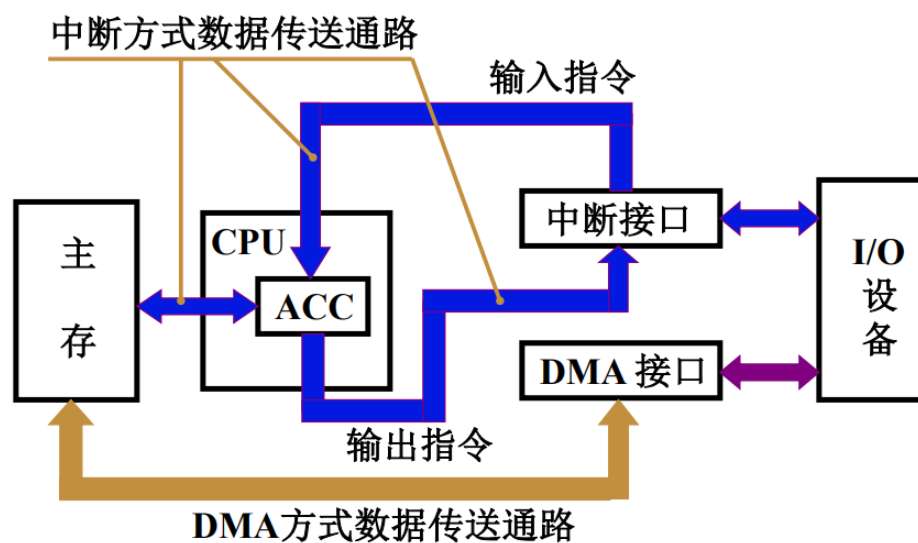 中断方式数据传送通路
输入指令
主存
CPU
ACC
中断接口
I/O设备
DMA 接口
输出指令
DMA方式数据传送通路